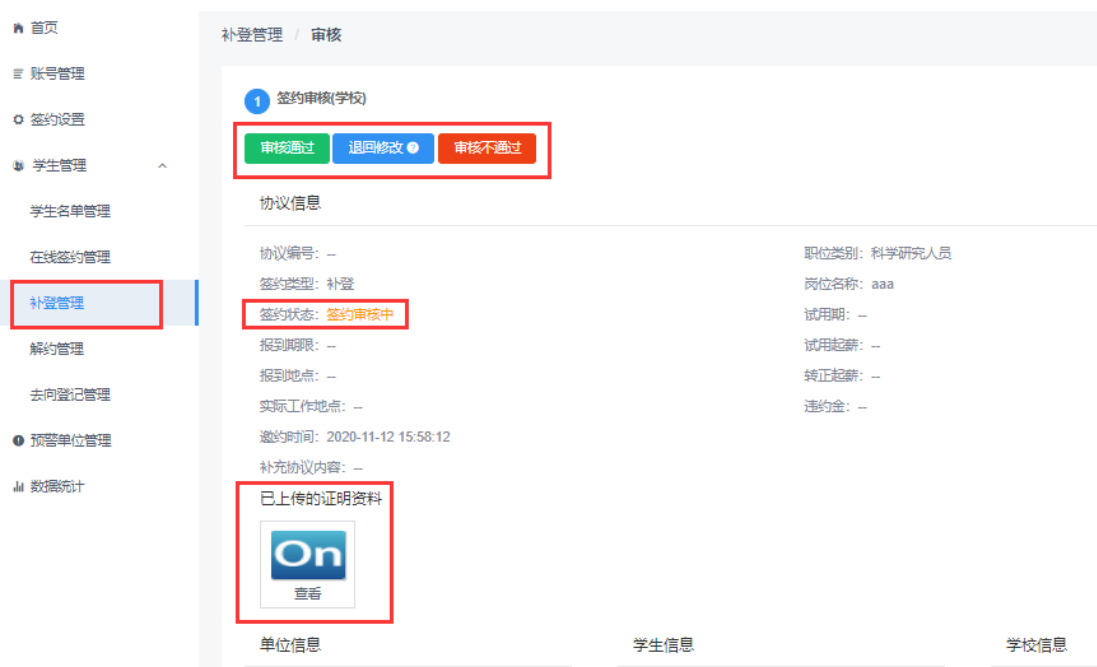 首页
账号管理
签约设置
学生管理
学生名单管理
在线签约管理
补登管理
解约管理
去向登记管理
预警单位管理
数据统计
补登管理 / 审核
1 签约审核(学校)
审核通过 退回修改 ? 审核不通过
协议信息
协议编号: --
签约类型: 补登
签约状态: 签约审核中
报到期限: --
报到地点: --
实际工作地点: --
邀约时间: 2020-11-12 15:58:12
补充协议内容: --
职位类别: 科学研究人员
岗位名称: aaa
试用期: --
试用起薪: --
转正起薪: --
违约金: --
已上传的证明资料
On
查看
单位信息 学生信息 学校信息